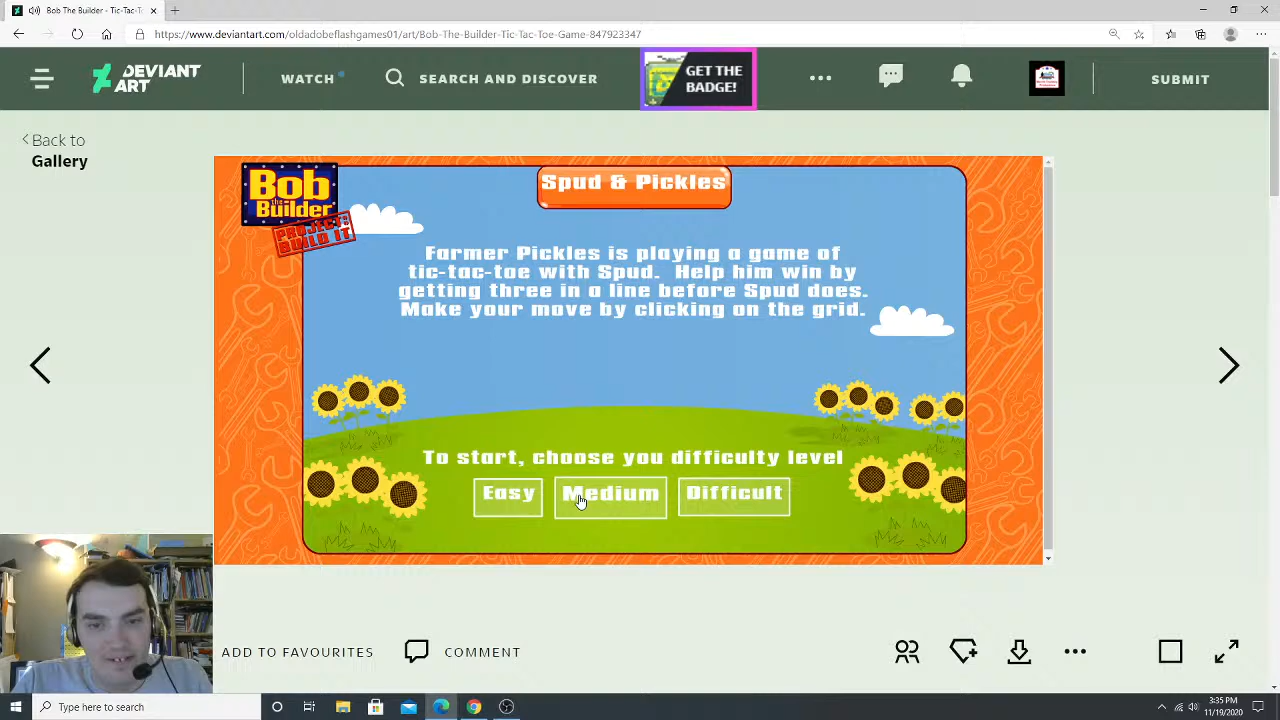 Bob The Builder - Tic-Tac-To
https://www.deviantart.com/oldadobeflashgames01/art/Bob-The-Builder-Tic-Tac-Toe-Game-847923347
DEVIANT
ART
WATCH
SEARCH AND DISCOVER
GET THE
BADGE!
SUBMIT
Back to
Gallery
Bob
the
Builder
PROJECT:
BUILD IT
Spud & Pickles
Farmer Pickles is playing a game of
tic-tac-toe with Spud. Help him win by
getting three in a line before Spud does.
Make your move by clicking on the grid.
To start, choose you difficulty level
Easy
Medium
Difficult
ADD TO FAVOURITES
COMMENT
Type here to search
3:35 PM
11/19/2020